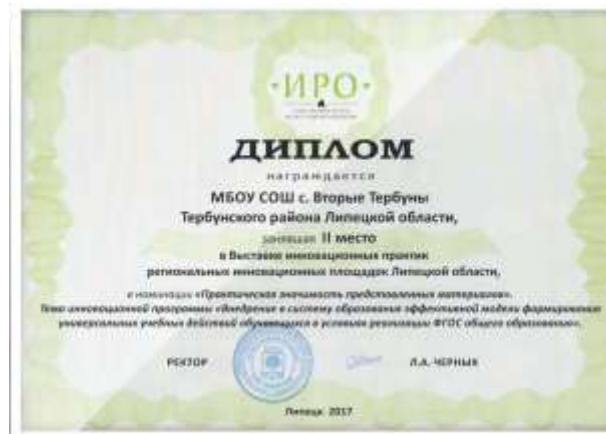 ·ИРО·
ДИПЛОМ
награждается
МБОУ СОШ с. Вторые Тербуны
Тербунского района Липецкой области,
занявшая II место
в Выставке инновационных практик
региональных инновационных площадок Липецкой области,
в номинации «Практическая значимость представленных материалов».
Тема инновационной программы «Внедрение в систему образования эффективной модели формирования
универсальных учебных действий обучающихся в условиях реализации ФГОС общего образования».
РЕКТОР Л.А. ЧЕРНЫХ
Липецк 2017